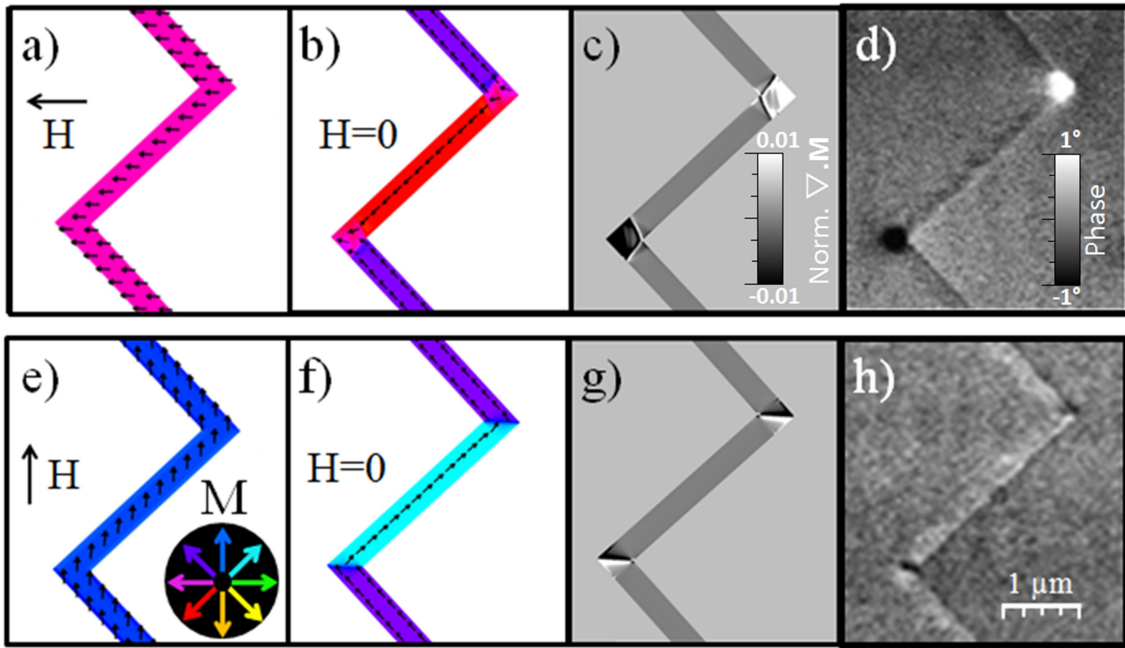 a)
H
b)
H=0
c)
0.01
-0.01
Norm. ▽.M
d)
1°
-1°
Phase
e)
H
M
f)
H=0
g)
h)
1 µm